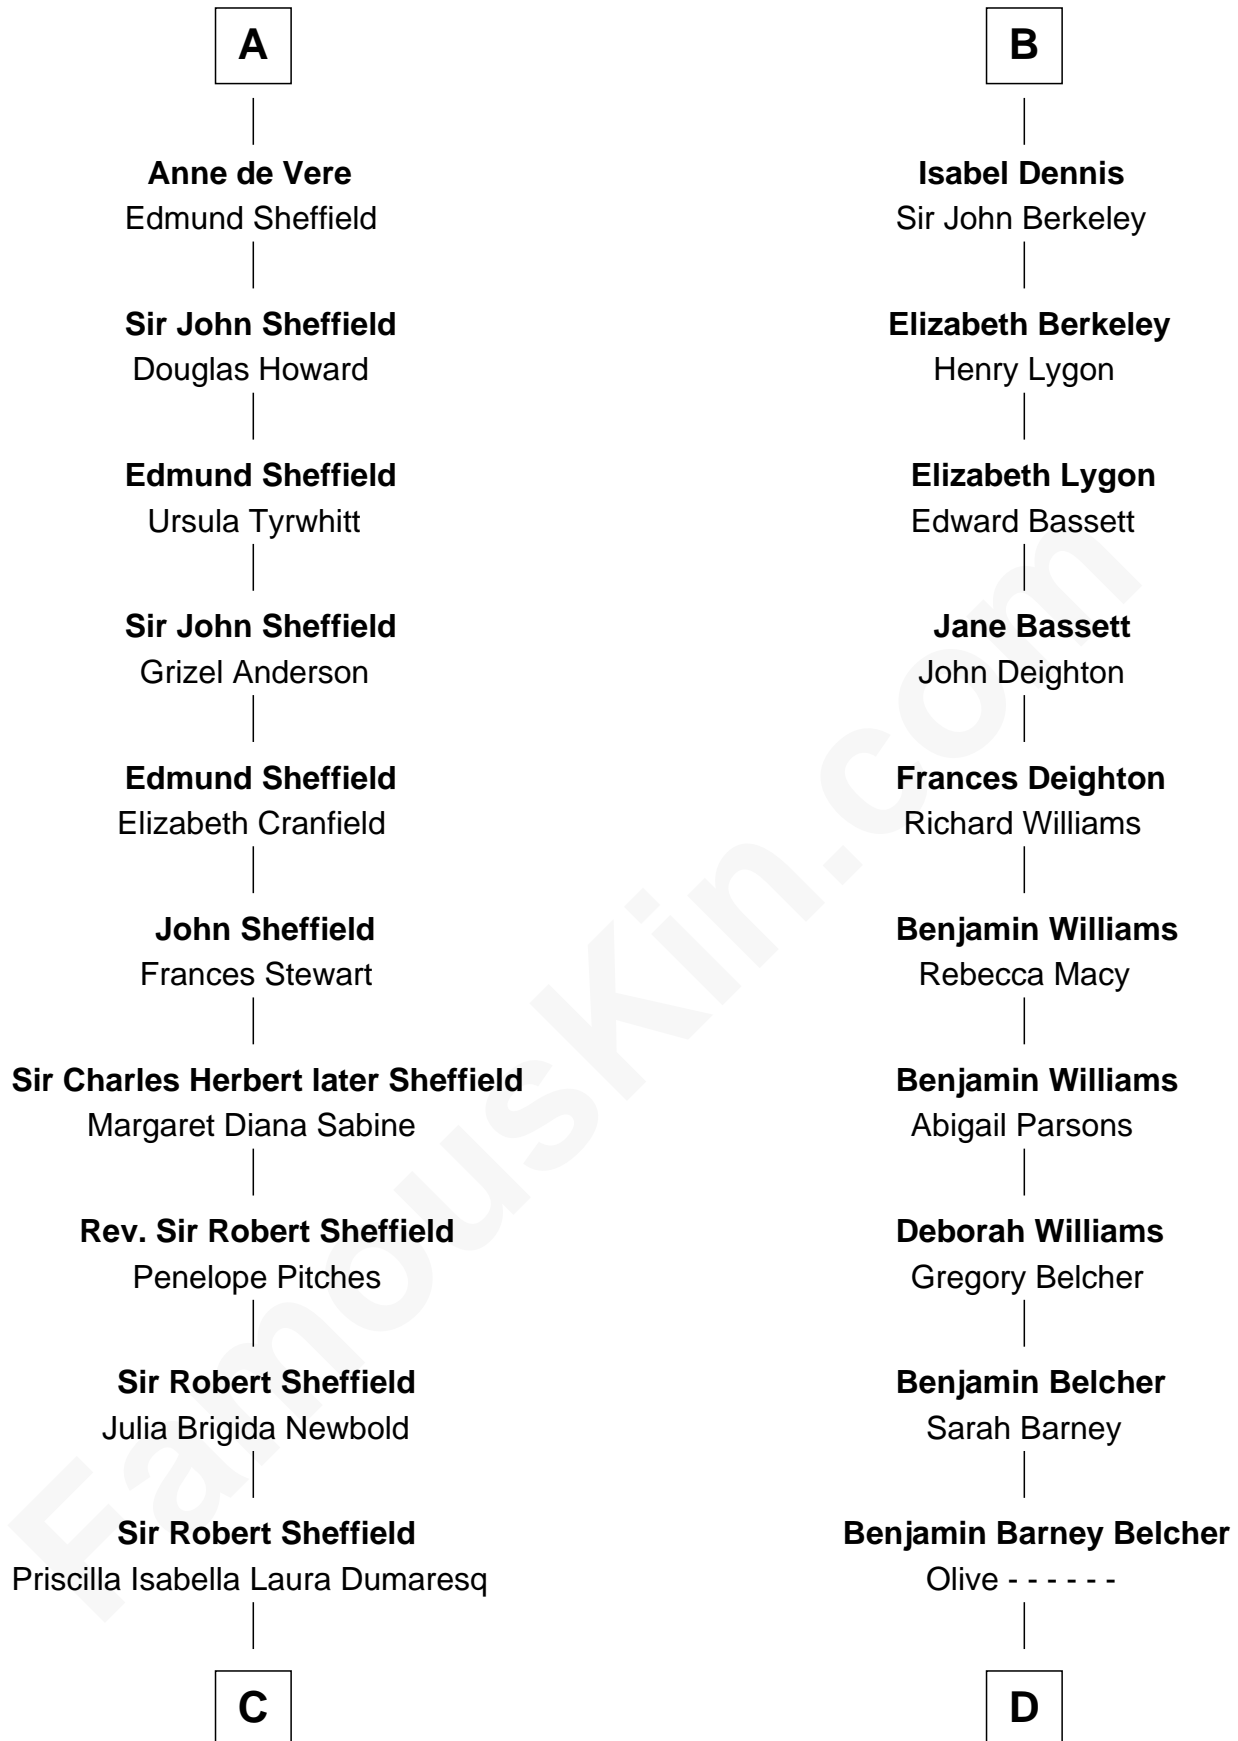 A
Anne de Vere
Edmund Sheffield
Sir John Sheffield
Douglas Howard
Edmund Sheffield
Ursula Tyrwhitt
Sir John Sheffield
Grizel Anderson
Edmund Sheffield
Elizabeth Cranfield
John Sheffield
Frances Stewart
Sir Charles Herbert later Sheffield
Margaret Diana Sabine
Rev. Sir Robert Sheffield
Penelope Pitches
Sir Robert Sheffield
Julia Brigida Newbold
Sir Robert Sheffield
Priscilla Isabella Laura Dumaresq
C
B
Isabel Dennis
Sir John Berkeley
Elizabeth Berkeley
Henry Lygon
Elizabeth Lygon
Edward Bassett
Jane Bassett
John Deighton
Frances Deighton
Richard Williams
Benjamin Williams
Rebecca Macy
Benjamin Williams
Abigail Parsons
Deborah Williams
Gregory Belcher
Benjamin Belcher
Sarah Barney
Benjamin Barney Belcher
Olive - - - - - -
D
FamousKin.com